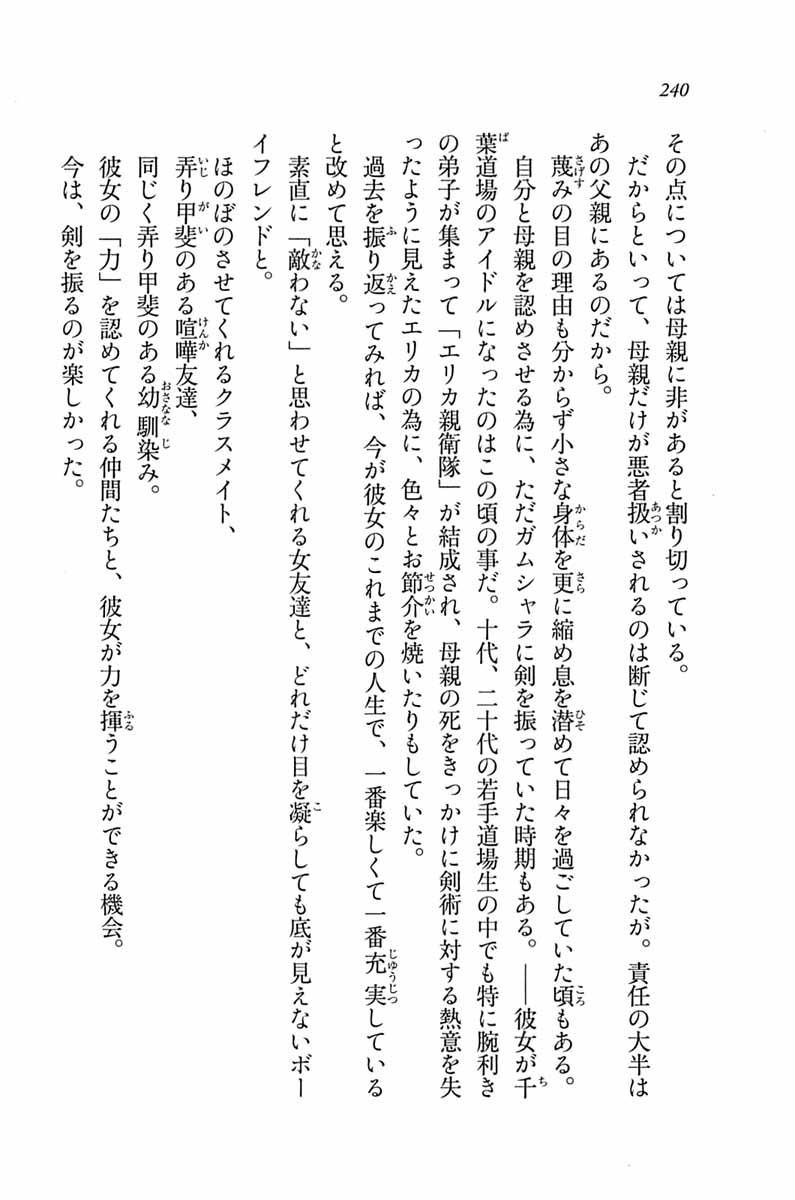 240
その点については母親に非があると割り切っている。
だからといって、母親だけが悪者扱いされるのは断じて認められなかったが。責任の大半は
あの父親にあるのだから。
蔑みの目の理由も分からず小さな身体を更に縮め息を潜めて日々を過ごしていた頃もある。
自分と母親を認めさせる為に、ただガムシャラに剣を振っていた時期もある。――彼女が千
葉道場のアイドルになったのはこの頃の事だ。十代、二十代の若手道場生の中でも特に腕利き
の弟子が集まって「エリカ親衛隊」が結成され、母親の死をきっかけに剣術に対する熱意を失
ったように見えたエリカの為に、色々とお節介を焼いたりもしていた。
過去を振り返ってみれば、今が彼女のこれまでの人生で、一番楽しくて一番充実している
と改めて思える。
素直に「敵わない」と思わせてくれる女友達と、どれだけ目を凝らしても底が見えないボー
イフレンドと。
ほのぼのさせてくれるクラスメイト、
弄り甲斐のある喧嘩友達、
同じく弄り甲斐のある幼馴染み。
彼女の「力」を認めてくれる仲間たちと、彼女が力を揮うことができる機会。
今は、剣を振るのが楽しかった。